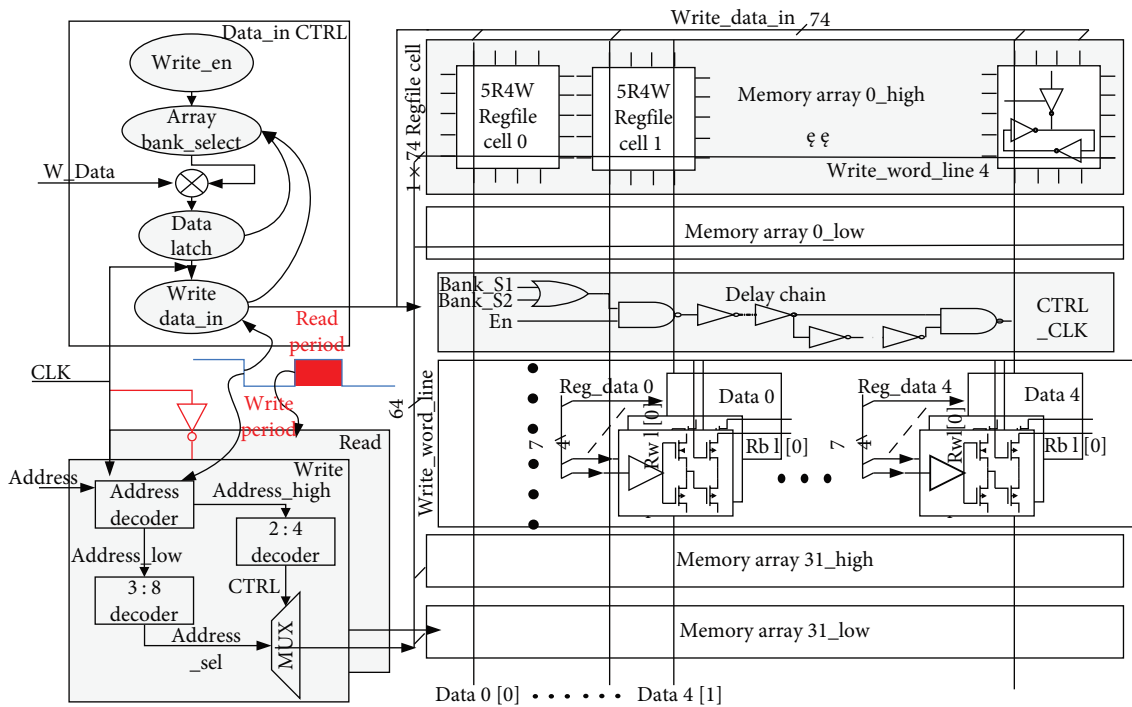 Data_in CTRL
Write_en
Array
bank_select
W_Data
Data
latch
Write
data_in
Read
period
CLK
Write
period
Read
Write
Address
Address
decoder
Address_high
2 : 4
decoder
Address_low
3 : 8
decoder
CTRL
Address
_sel
MUX
Write_data_in
74
1 × 74 Regfile cell
5R4W
Regfile
cell 0
5R4W
Regfile
cell 1
Memory array 0_high
ę ę
Write_word_line 4
Memory array 0_low
Bank_S1
Bank_S2
En
Delay chain
CTRL
_CLK
64
Write_word_line
Reg_data 0
7
4
Rw l [0]
Data 0
Rb l [0]
Reg_data 4
7
4
Rw l [0]
Data 4
Rb l [0]
Memory array 31_high
Memory array 31_low
Data 0 [0]
Data 4 [1]